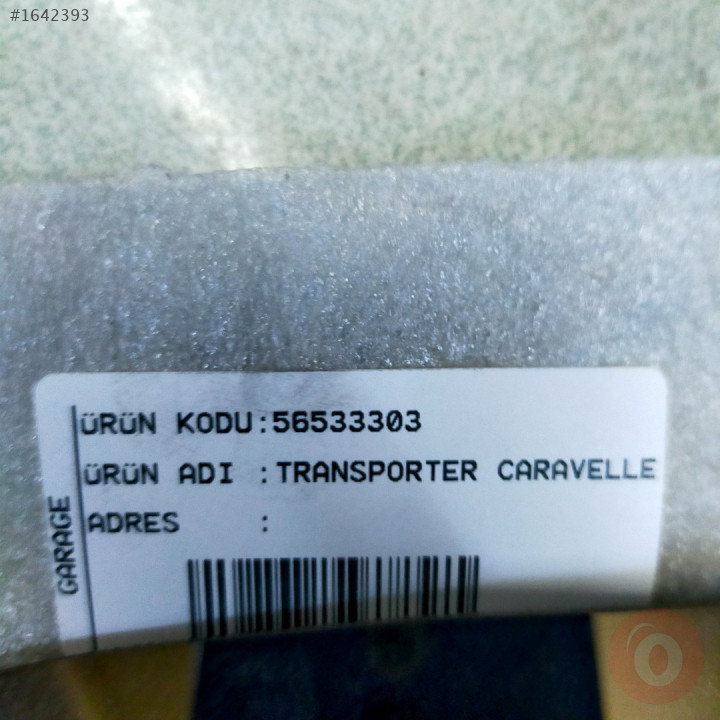 #1642393
ÜRÜN KODU:56533303
ÜRÜN ADI :TRANSPORTER CARAVELLE
ADRES :
GARAGE